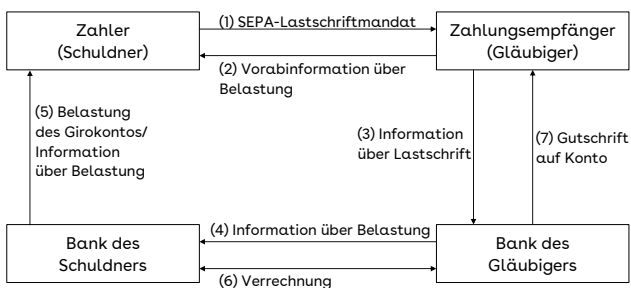 Zahler
(Schuldner)
(1) SEPA-Lastschriftmandat
Zahlungsempfänger
(Gläubiger)
(2) Vorabinformation über
Belastung
(5) Belastung
des Girokontos/
Information
über Belastung
(3) Information
über Lastschrift
(7) Gutschrift
auf Konto
(4) Information über Belastung
Bank des
Schuldners
Bank des
Gläubigers
(6) Verrechnung